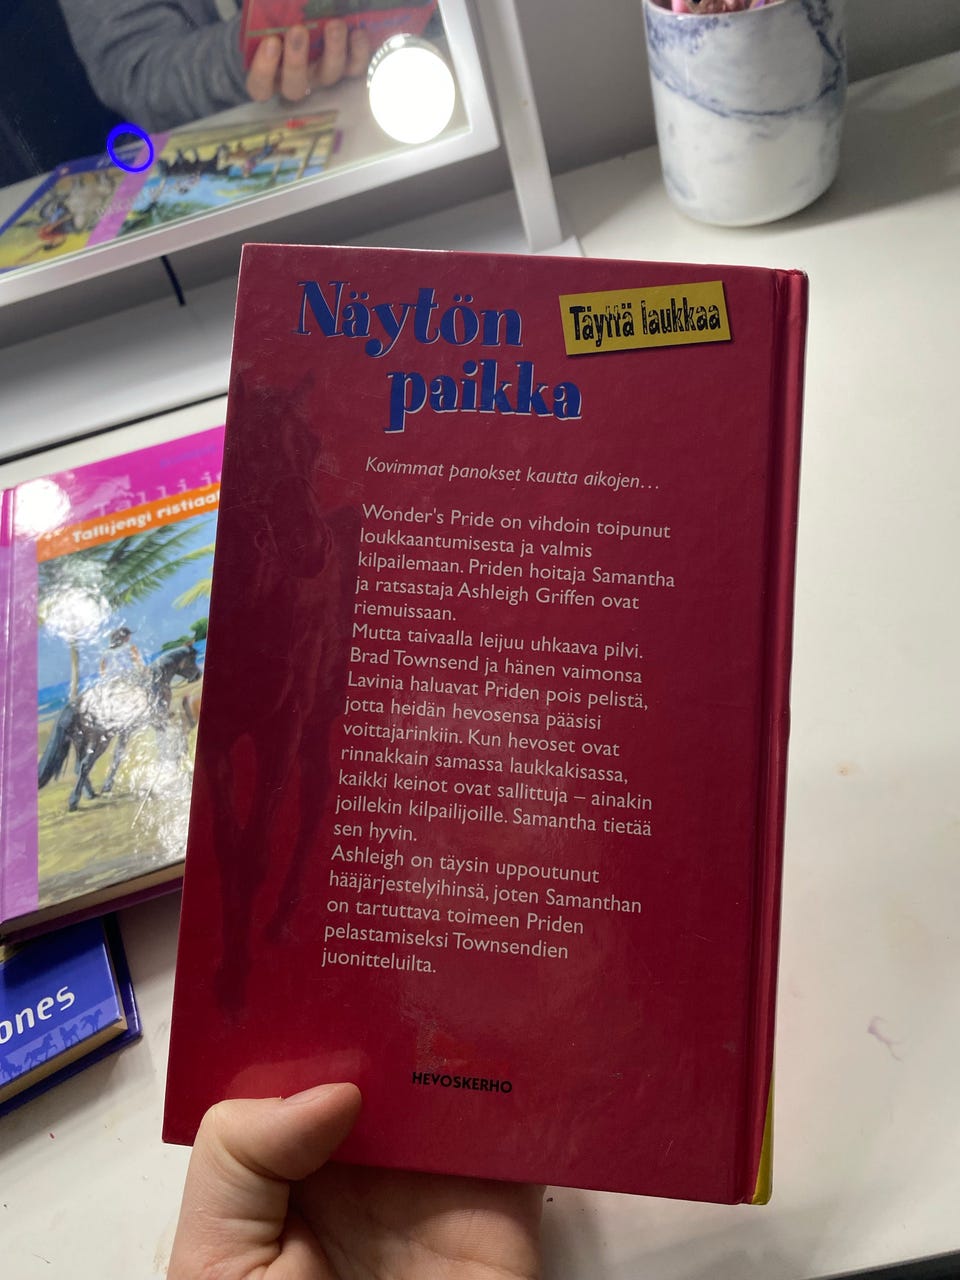 Näytön
paikka
Täyttä laukkaa
Kovimmat panokset kautta aikojen...
Wonder's Pride on vihdoin toipunut
loukkaantumisesta ja valmis
kilpailemaan. Priden hoitaja Samantha
ja ratsastaja Ashleigh Griffen ovat
riemuissaan.
Mutta taivaalla leijuu uhkaava pilvi.
Brad Townsend ja hänen vaimonsa
Lavinia haluavat Priden pois pelistä,
jotta heidän hevosensa pääsisi
voittajarinkiin. Kun hevoset ovat
rinnakkain samassa laukkakisassa,
kaikki keinot ovat sallittuja – ainakin
joillekin kilpailijoille. Samantha tietää
sen hyvin.
Ashleigh on täysin uppoutunut
hääjärjestelyihinsä, joten Samanthan
on tartuttava toimeen Priden
pelastamiseksi Townsendien
juonitteluilta.
HEVOSKERHO
Tallij
Tallijengi ristiaal
ones